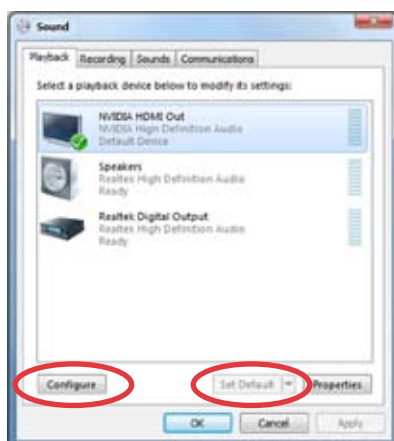 Sound
Playback Recording Sounds Communications
Select a playback device below to modify its settings:
NVIDIA HDMI Out
NVIDIA High Definition Audio
Default Device
Speakers
Realtek High Definition Audio
Ready
Realtek Digital Output
Realtek High Definition Audio
Ready
Configure Set Default Properties
OK Cancel Apply